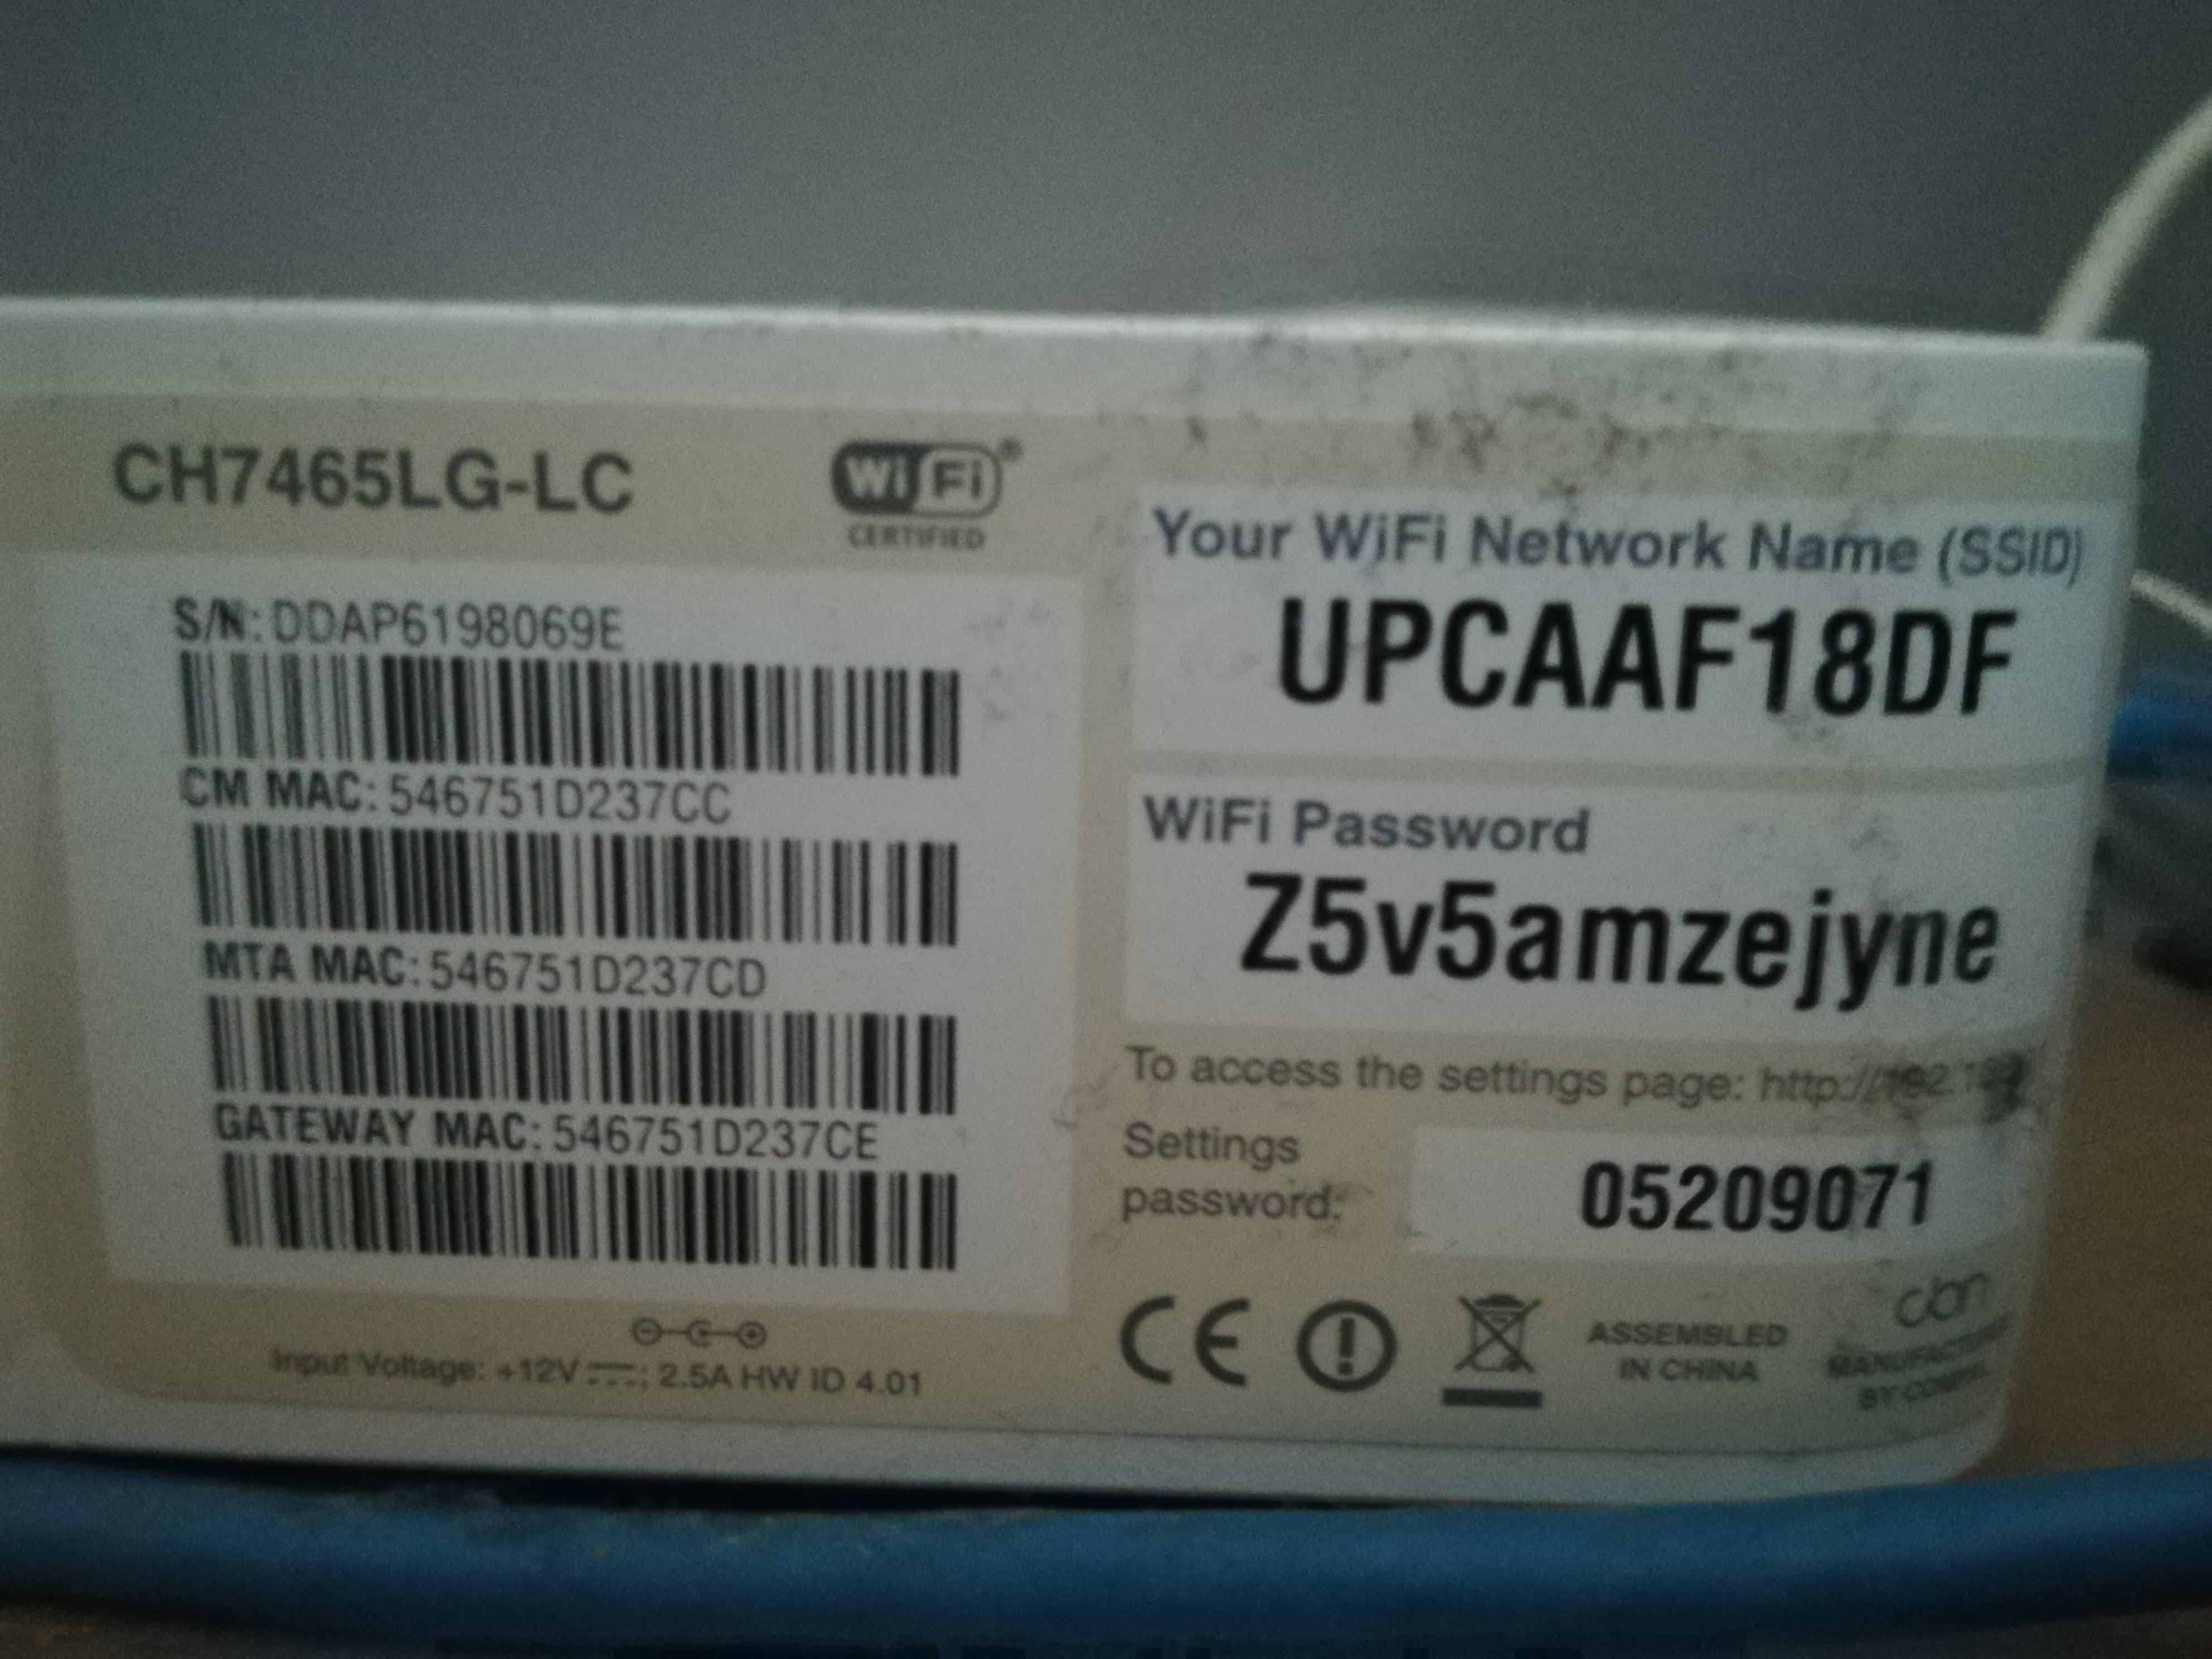 CH7465LG-LC
WiFi®
CERTIFIED
S/N: DDAP6198069E
CM MAC: 546751D237CC
MTA MAC: 546751D237CD
GATEWAY MAC: 546751D237CE
Input Voltage: +12V ⎓; 2.5A HW ID 4.01
Your WiFi Network Name (SSID)
UPCAAF18DF
WiFi Password
Z5v5amzejyne
To access the settings page:
Settings
password:
05209071
CE
ASSEMBLED
IN CHINA
cbn
BY